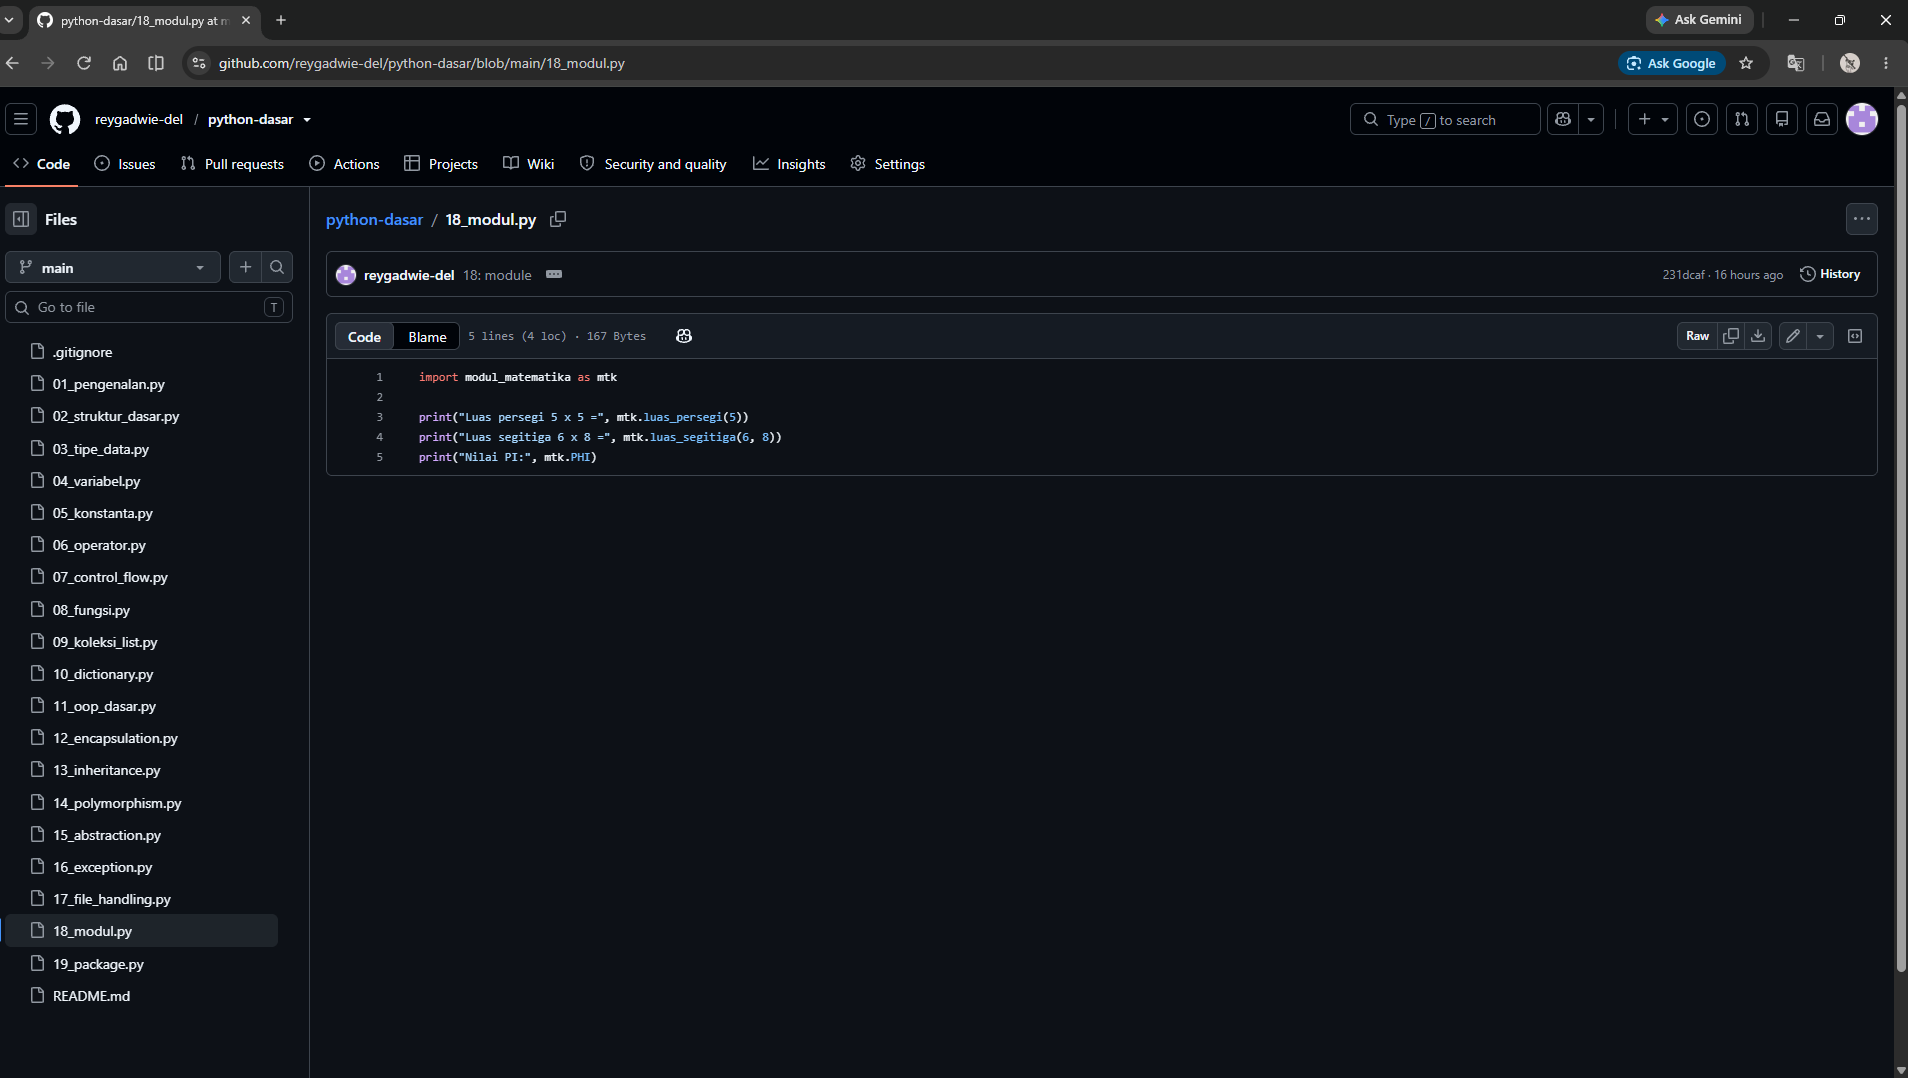 python-dasar/18_modul.py at m
Ask Gemini
github.com/reygadwie-del/python-dasar/blob/main/18_modul.py
Ask Google
reygadwie-del / python-dasar
Type / to search
Code
Issues
Pull requests
Actions
Projects
Wiki
Security and quality
Insights
Settings
Files
main
Go to file
T
.gitignore
01_pengenalan.py
02_struktur_dasar.py
03_tipe_data.py
04_variabel.py
05_konstanta.py
06_operator.py
07_control_flow.py
08_fungsi.py
09_koleksi_list.py
10_dictionary.py
11_oop_dasar.py
12_encapsulation.py
13_inheritance.py
14_polymorphism.py
15_abstraction.py
16_exception.py
17_file_handling.py
18_modul.py
19_package.py
README.md
python-dasar / 18_modul.py
reygadwie-del 18: module
231dcaf · 16 hours ago
History
Code
Blame
5 lines (4 loc) · 167 Bytes
Raw
1 import modul_matematika as mtk
2
3 print("Luas persegi 5 x 5 =", mtk.luas_persegi(5))
4 print("Luas segitiga 6 x 8 =", mtk.luas_segitiga(6, 8))
5 print("Nilai PI:", mtk.PHI)